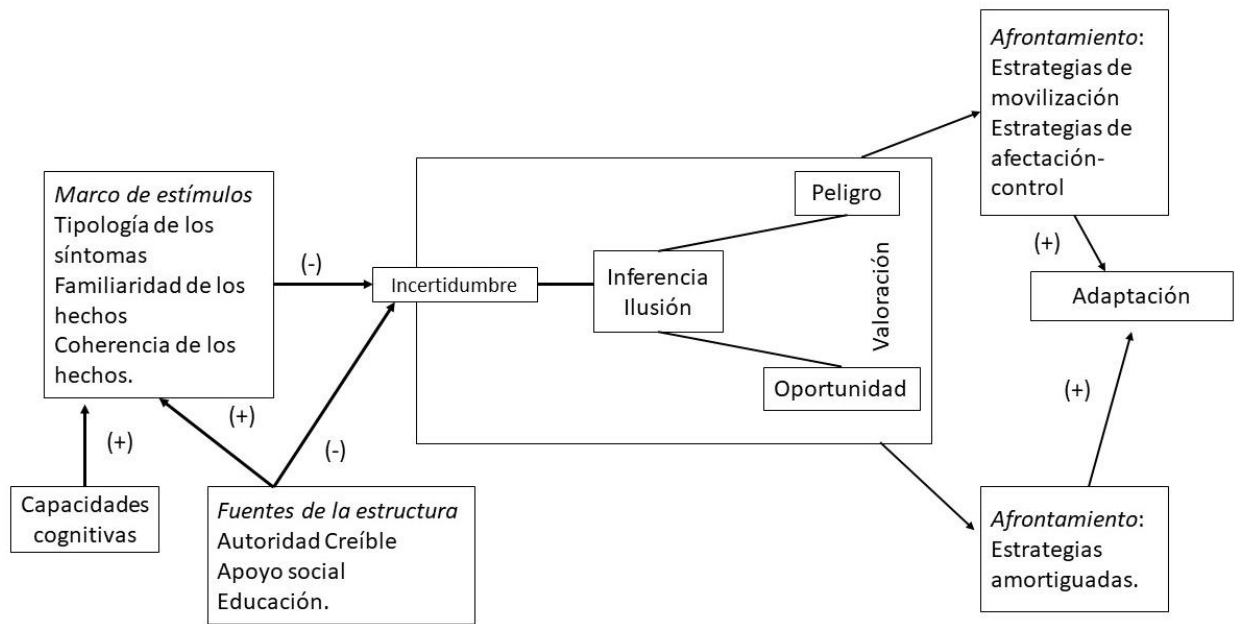 Marco de estímulos
Tipología de los
síntomas
Familiaridad de los
hechos
Coherencia de los
hechos.
(-)
(+)
(+)
(-)
Capacidades
cognitivas
Fuentes de la estructura
Autoridad Creíble
Apoyo social
Educación.
Incertidumbre
Inferencia
Ilusión
Peligro
Valoración
Oportunidad
Afrontamiento:
Estrategias de
movilización
Estrategias de
afectación-
control
(+)
Adaptación
(+)
Afrontamiento:
Estrategias
amortiguadas.